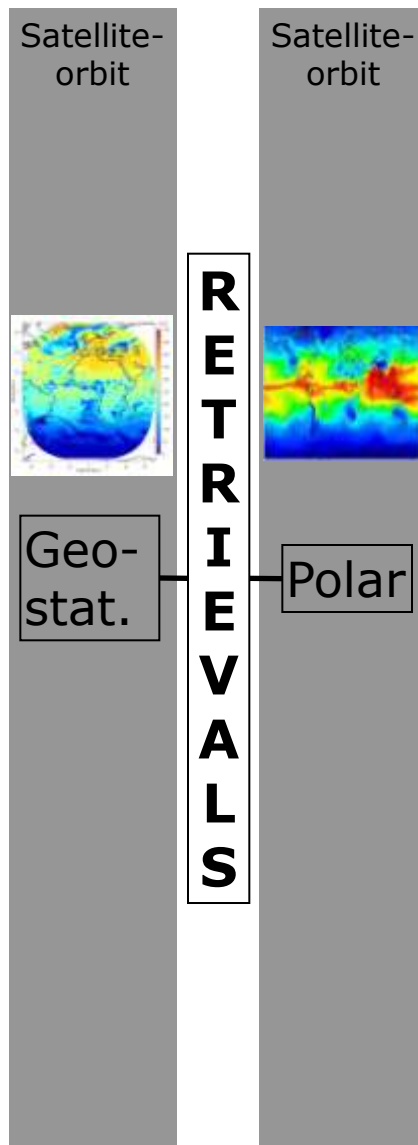 Satellite-
orbit
Satellite-
orbit
R
E
T
R
I
E
V
A
L
S
Geo-
stat.
Polar